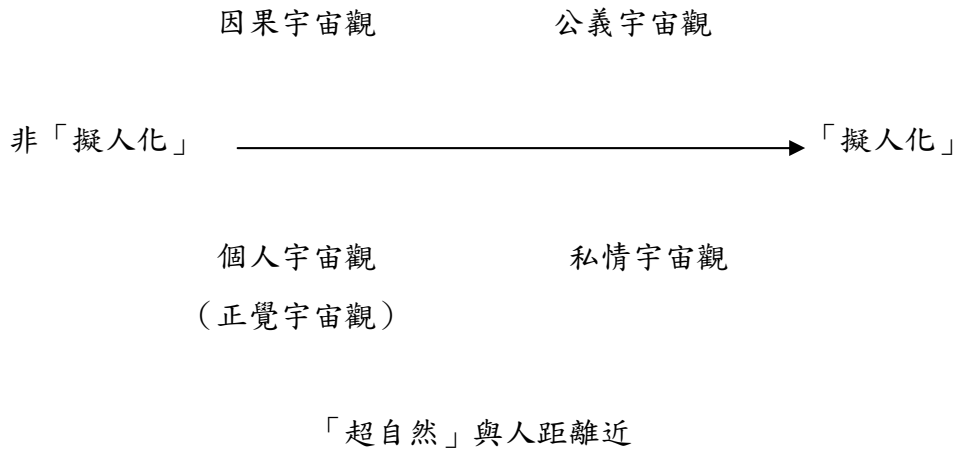 因果宇宙觀 公義宇宙觀
非「擬人化」 「擬人化」
個人宇宙觀 私情宇宙觀
（正覺宇宙觀）
「超自然」與人距離近